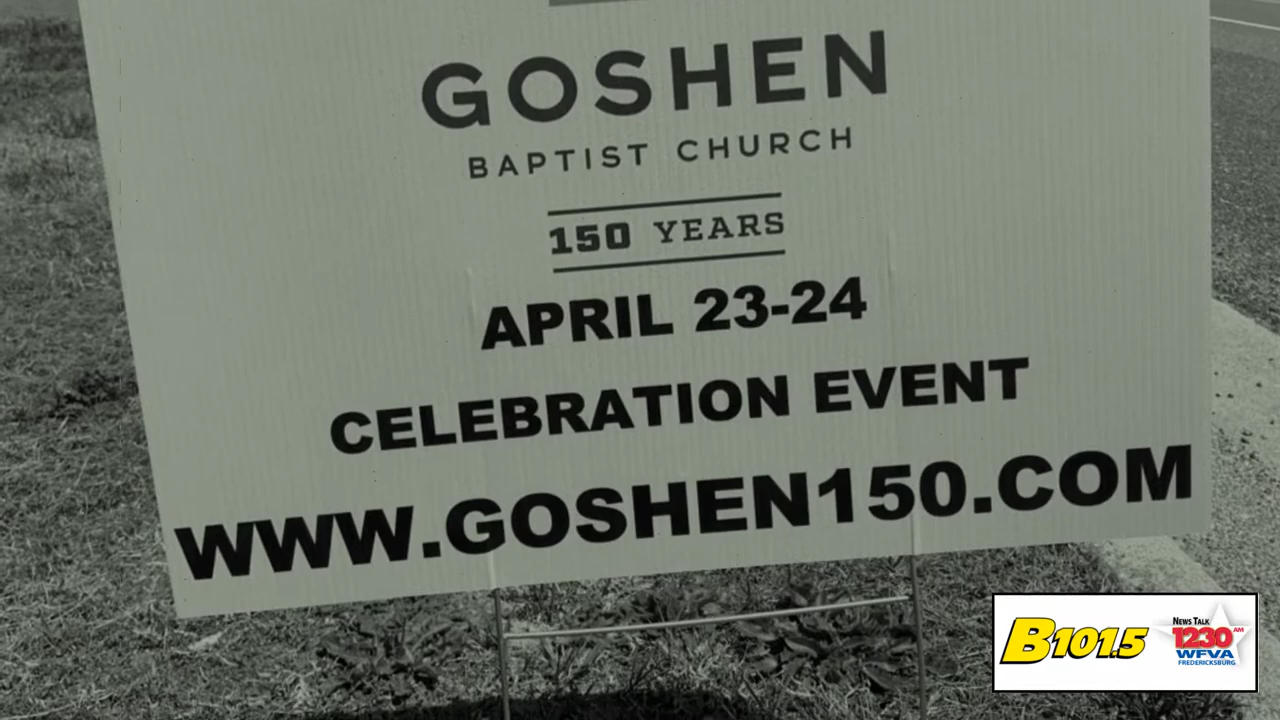 GOSHEN
BAPTIST CHURCH
150 YEARS
APRIL 23-24
CELEBRATION EVENT
WWW.GOSHEN150.COM
B101.5
NEWS TALK
1230 AM
WFVA
FREDERICKSBURG